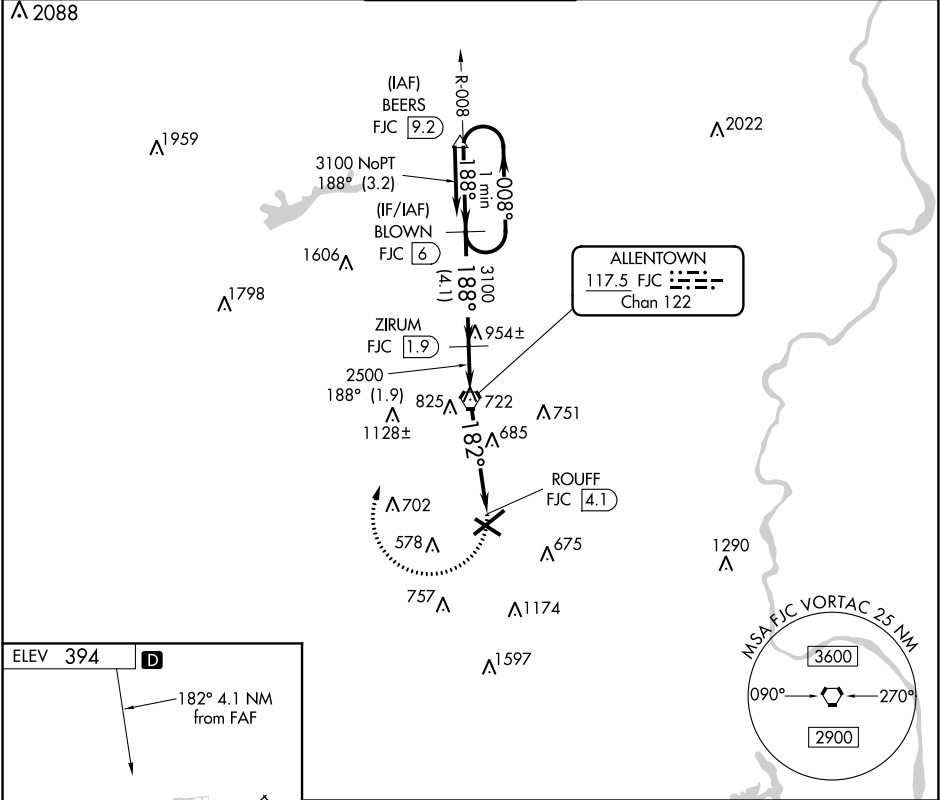 2088
(IAF)
BEERS
FJC 9.2
R-008
1959
2022
3100 NoPT
188° (3.2)
188°
1 min
008°
(IF/IAF)
BLOWN
FJC 6
1606
3100
188°
(4.1)
1798
ALLENTOWN
117.5 FJC
Chan 122
ZIRUM
FJC 1.9
954±
2500
188° (1.9)
825
722
751
1128±
685
182°
ROUFF
FJC 4.1
702
578
675
1290
757
1174
1597
MSA FJC VORTAC 25 NM
3600
090°
270°
2900
ELEV 394 D
182° 4.1 NM
from FAF